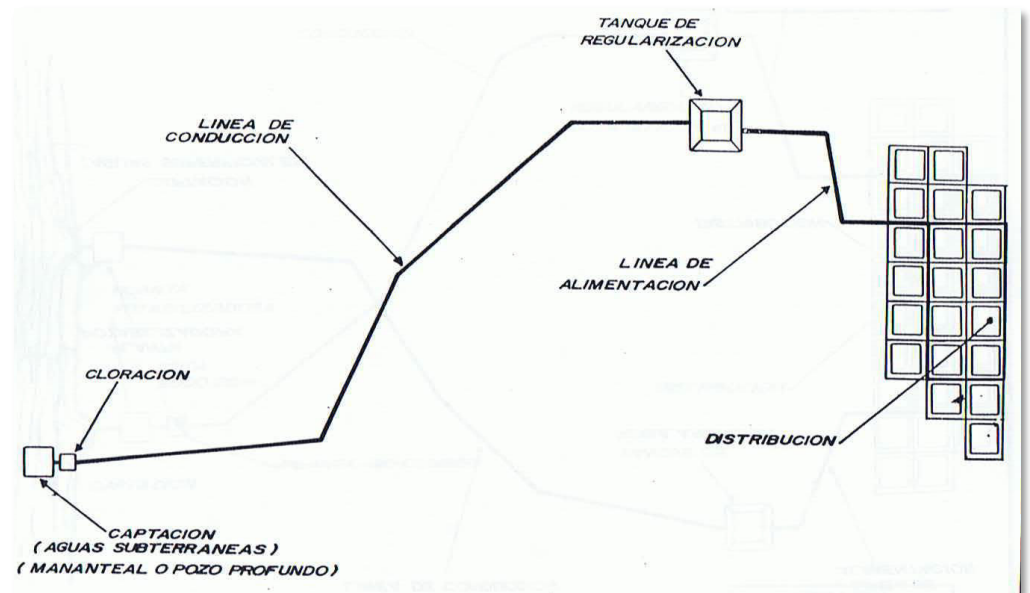 TANQUE DE
REGULARIZACION
LINEA DE
CONDUCCION
LINEA DE
ALIMENTACION
CLORACION
DISTRIBUCION
CAPTACION
( AGUAS SUBTERRANEAS )
( MANANTEAL O POZO PROFUNDO )